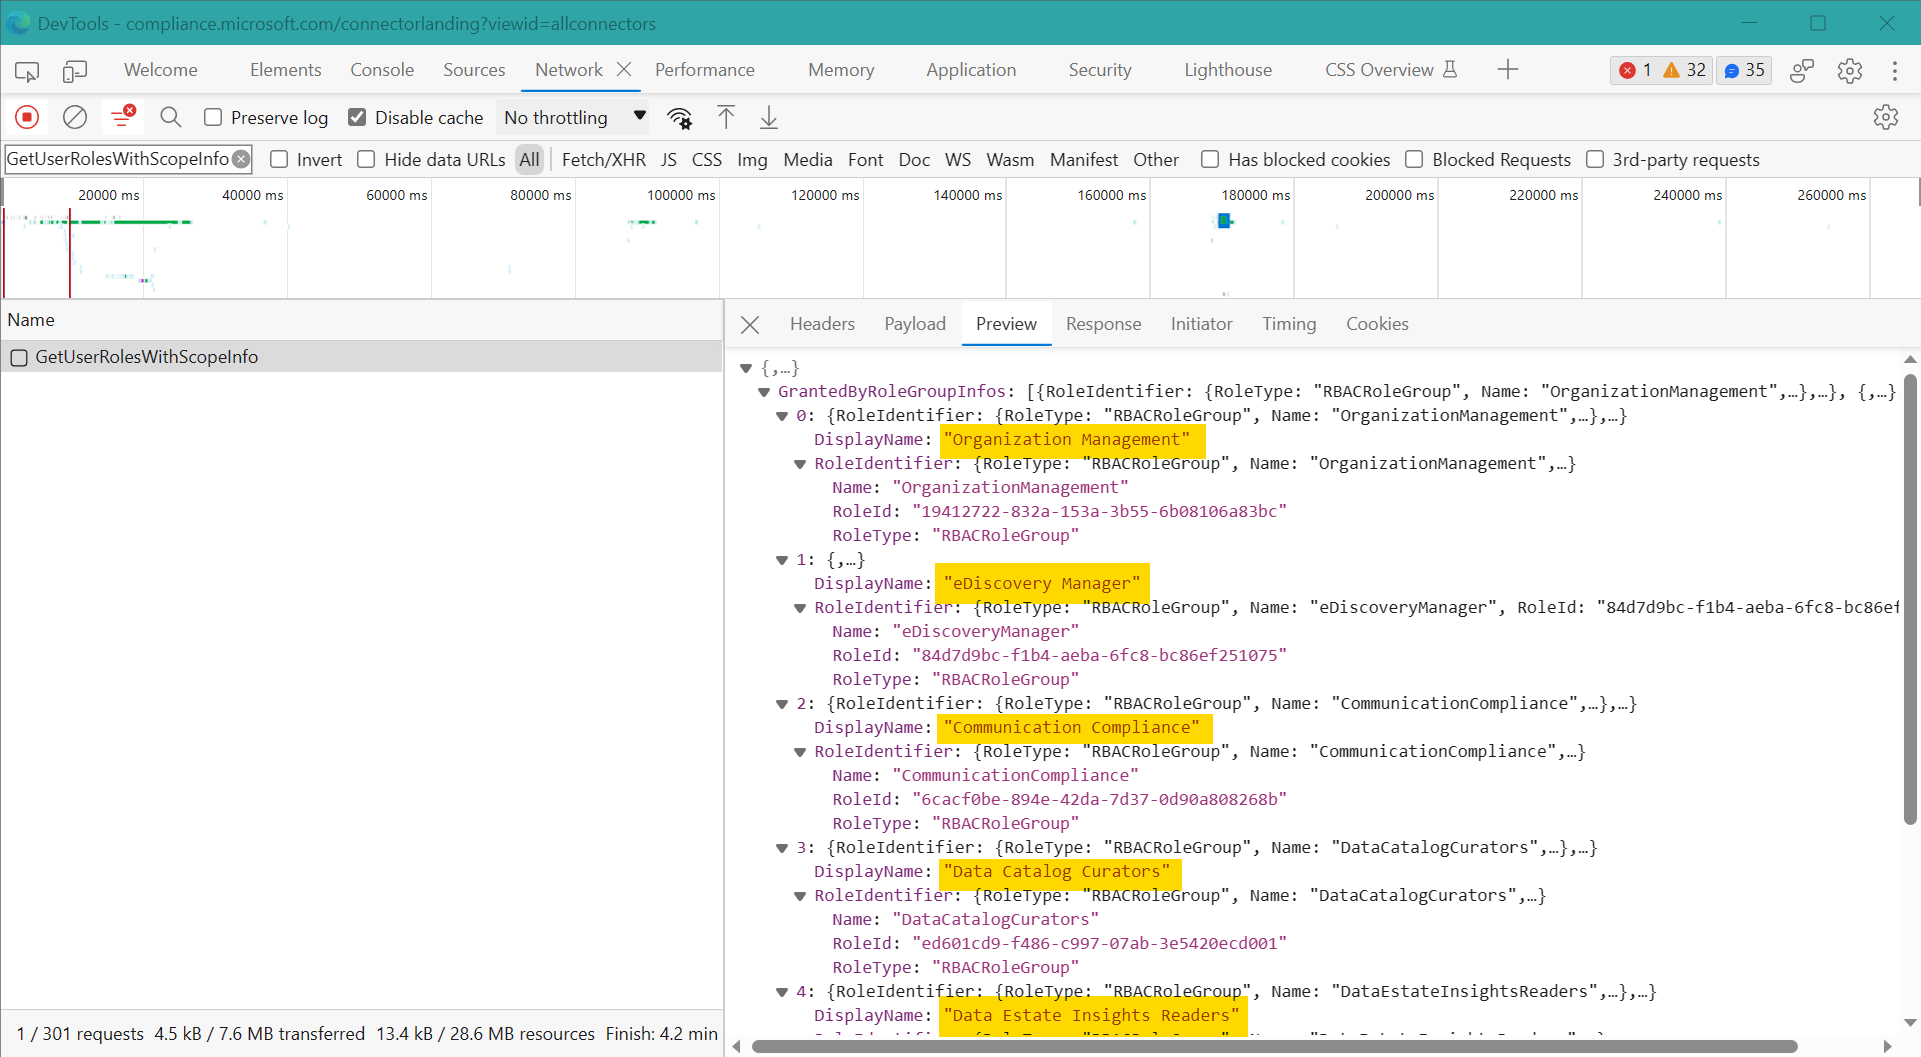 DevTools - compliance.microsoft.com/connectorlanding?viewid=allconnectors
Welcome Elements Console Sources Network Performance Memory Application Security Lighthouse CSS Overview 1 32 35
Preserve log Disable cache No throttling
GetUserRolesWithScopeInfo Invert Hide data URLs All Fetch/XHR JS CSS Img Media Font Doc WS Wasm Manifest Other Has blocked cookies Blocked Requests 3rd-party requests
20000 ms 40000 ms 60000 ms 80000 ms 100000 ms 120000 ms 140000 ms 160000 ms 180000 ms 200000 ms 220000 ms 240000 ms 260000 ms
Name
GetUserRolesWithScopeInfo
Headers Payload Preview Response Initiator Timing Cookies
{,…}
GrantedByRoleGroupInfos: [{RoleIdentifier: {RoleType: "RBACRoleGroup", Name: "OrganizationManagement",…},…}, {,…}
0: {RoleIdentifier: {RoleType: "RBACRoleGroup", Name: "OrganizationManagement",…},…}
DisplayName: "Organization Management"
RoleIdentifier: {RoleType: "RBACRoleGroup", Name: "OrganizationManagement",…}
Name: "OrganizationManagement"
RoleId: "19412722-832a-153a-3b55-6b08106a83bc"
RoleType: "RBACRoleGroup"
1: {,…}
DisplayName: "eDiscovery Manager"
RoleIdentifier: {RoleType: "RBACRoleGroup", Name: "eDiscoveryManager", RoleId: "84d7d9bc-f1b4-aeba-6fc8-bc86ef
Name: "eDiscoveryManager"
RoleId: "84d7d9bc-f1b4-aeba-6fc8-bc86ef251075"
RoleType: "RBACRoleGroup"
2: {RoleIdentifier: {RoleType: "RBACRoleGroup", Name: "CommunicationCompliance",…},…}
DisplayName: "Communication Compliance"
RoleIdentifier: {RoleType: "RBACRoleGroup", Name: "CommunicationCompliance",…}
Name: "CommunicationCompliance"
RoleId: "6cacf0be-894e-42da-7d37-0d90a808268b"
RoleType: "RBACRoleGroup"
3: {RoleIdentifier: {RoleType: "RBACRoleGroup", Name: "DataCatalogCurators",…},…}
DisplayName: "Data Catalog Curators"
RoleIdentifier: {RoleType: "RBACRoleGroup", Name: "DataCatalogCurators",…}
Name: "DataCatalogCurators"
RoleId: "ed601cd9-f486-c997-07ab-3e5420ecd001"
RoleType: "RBACRoleGroup"
4: {RoleIdentifier: {RoleType: "RBACRoleGroup", Name: "DataEstateInsightsReaders",…},…}
DisplayName: "Data Estate Insights Readers"
1 / 301 requests 4.5 kB / 7.6 MB transferred 13.4 kB / 28.6 MB resources Finish: 4.2 min